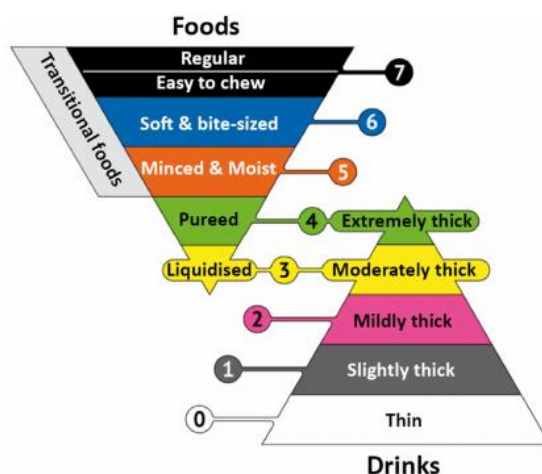 Foods
Transitional foods
Regular
Easy to chew
7
Soft & bite-sized
6
Minced & Moist
5
Pureed
4
Extremely thick
Liquidised
3
Moderately thick
2
Mildly thick
1
Slightly thick
0
Thin
Drinks